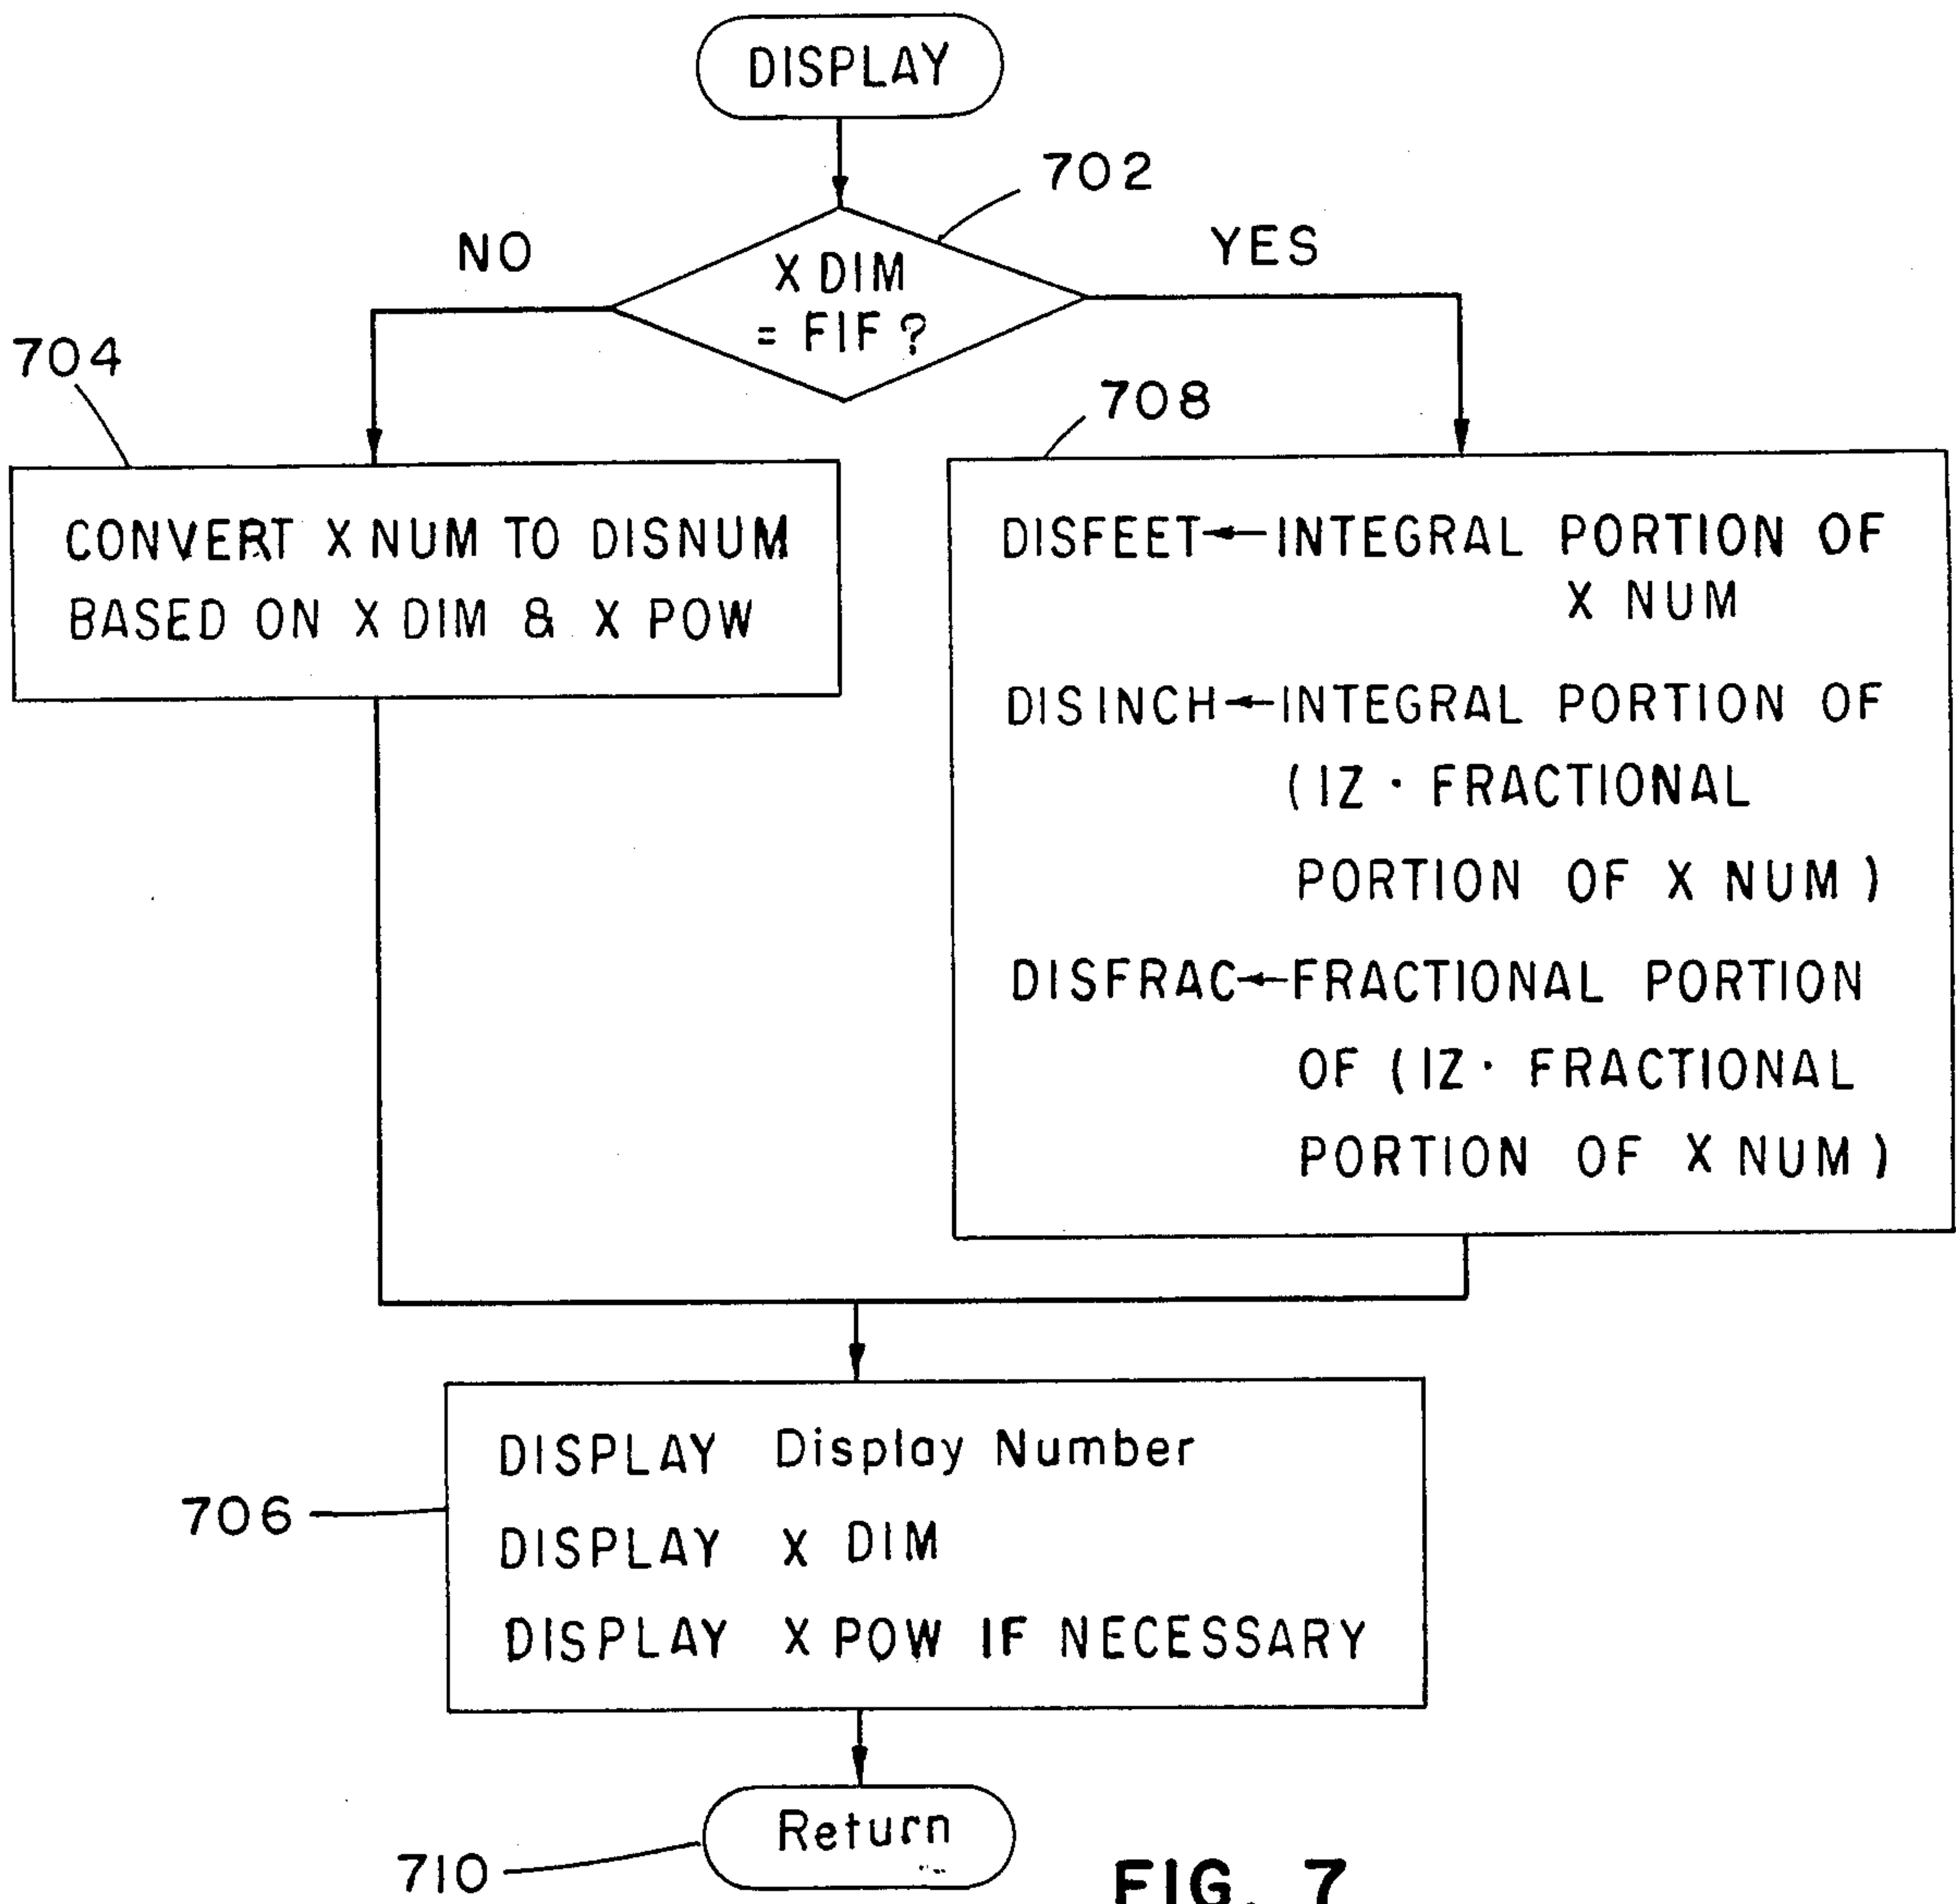 DISPLAY
702
NO
YES
X DIM
= FIF ?
704
708
CONVERT X NUM TO DISNUM
BASED ON X DIM & X POW
DISFEET←INTEGRAL PORTION OF
X NUM
DISINCH←INTEGRAL PORTION OF
(12 · FRACTIONAL
PORTION OF X NUM)
DISFRAC←FRACTIONAL PORTION
OF (12 · FRACTIONAL
PORTION OF X NUM)
DISPLAY Display Number
706
DISPLAY X DIM
DISPLAY X POW IF NECESSARY
Return
710
FIG. 7